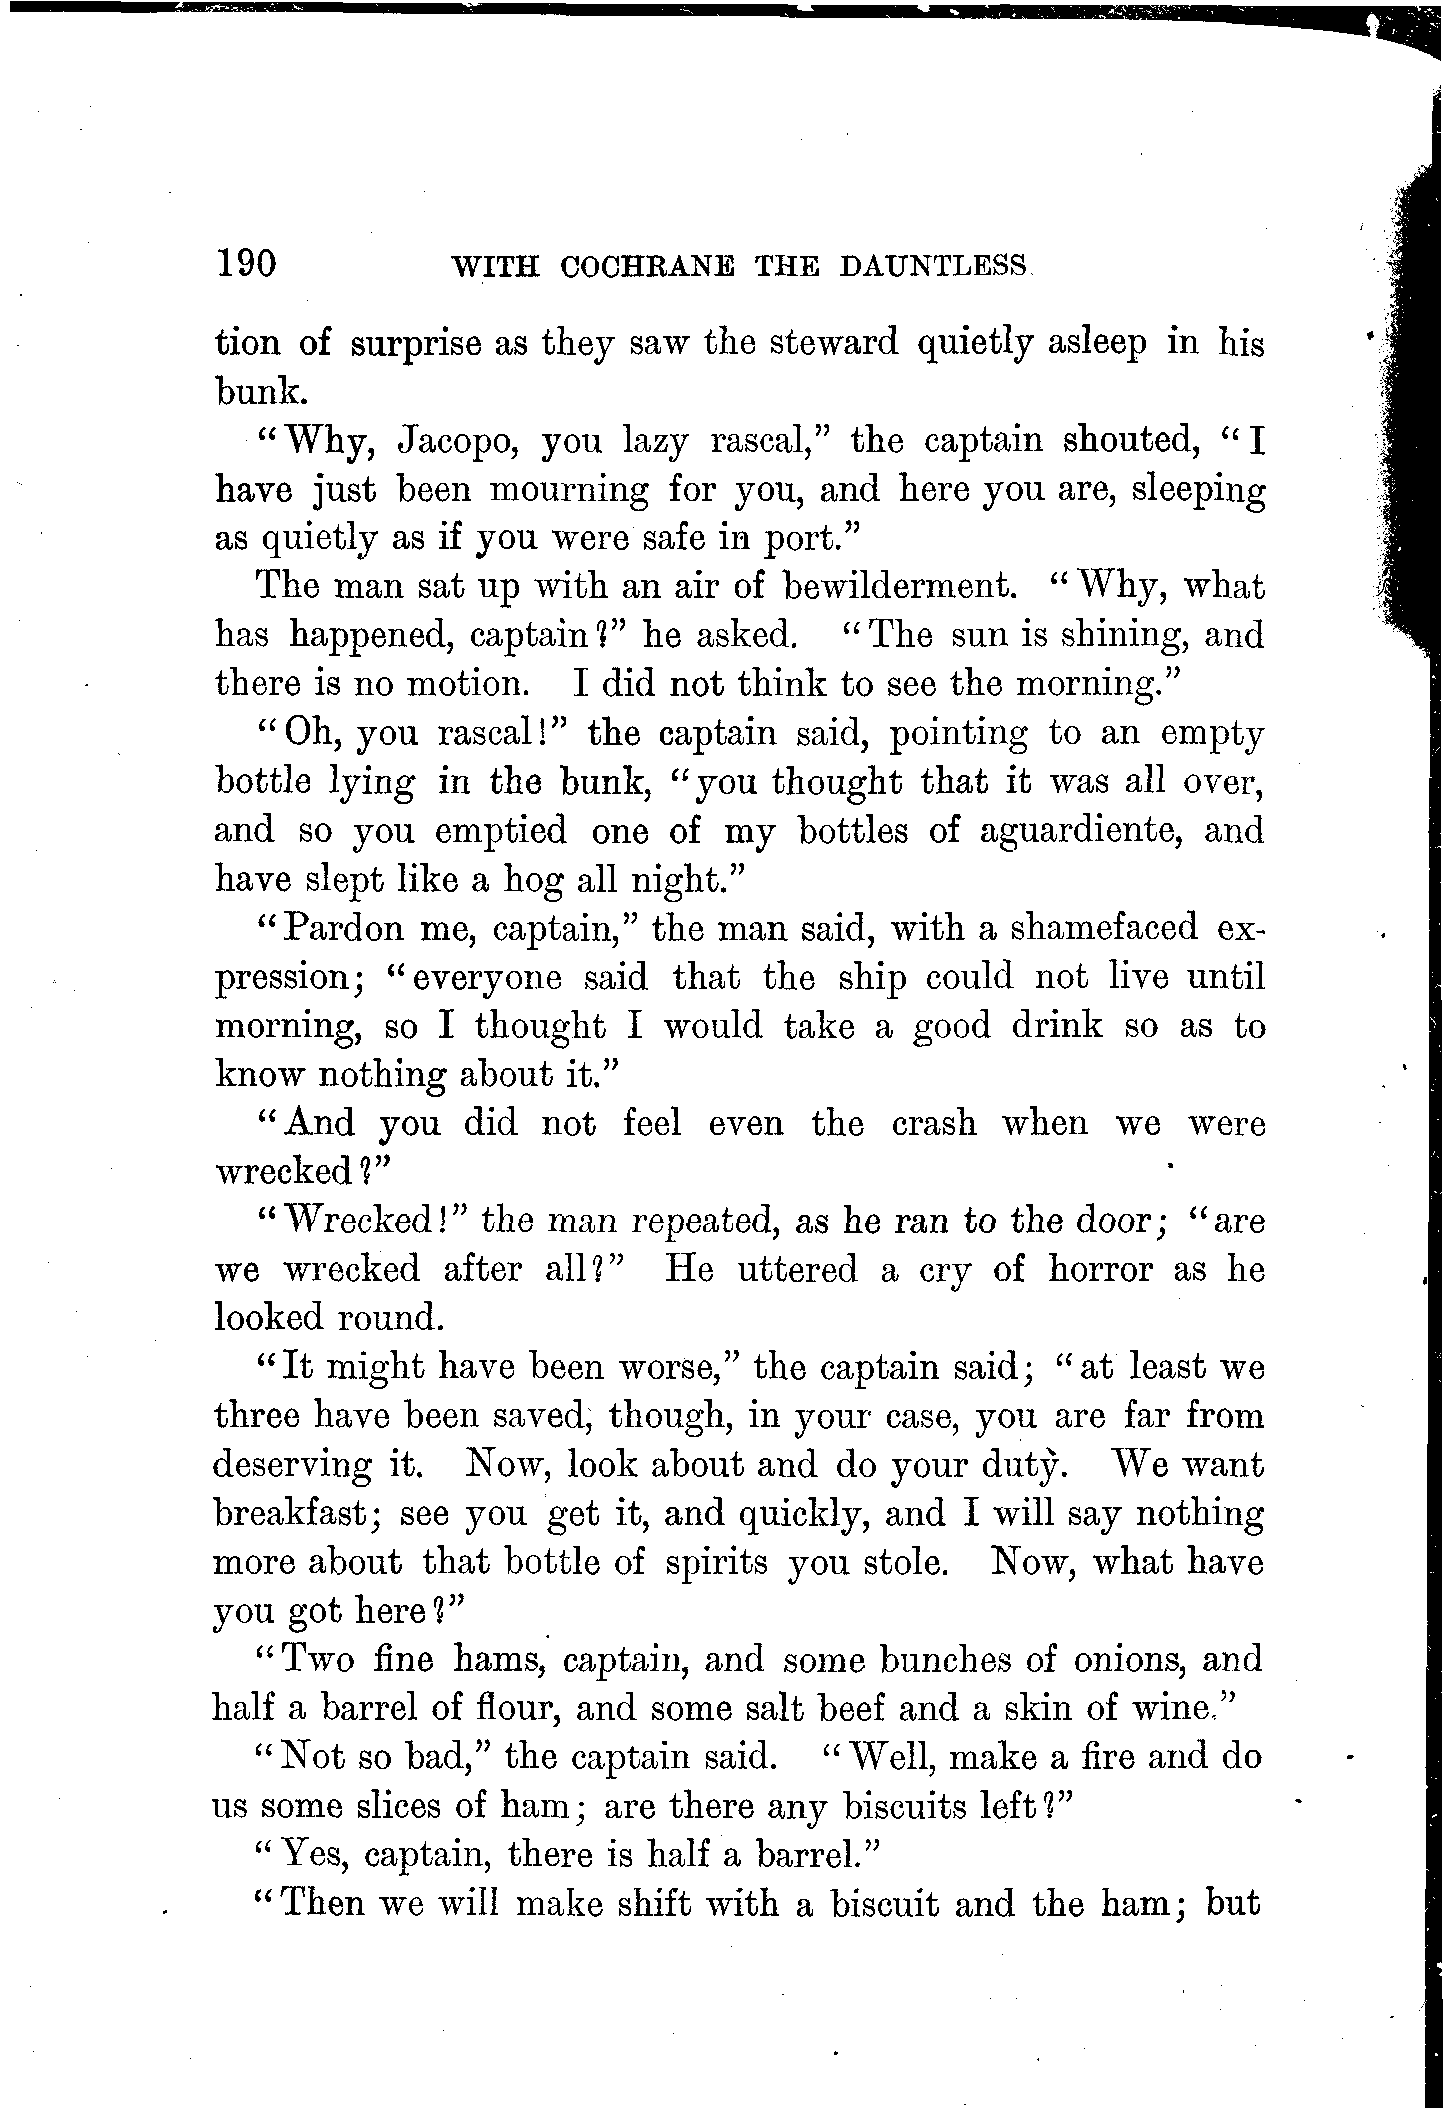 190 WITH COCHRANE THE DAUNTLESS
tion of surprise as they saw the steward quietly asleep in his
bunk.
"Why, Jacopo, you lazy rascal," the captain shouted, "I
have just been mourning for you, and here you are, sleeping
as quietly as if you were safe in port."
The man sat up with an air of bewilderment. "Why, what
has happened, captain?" he asked. "The sun is shining, and
there is no motion. I did not think to see the morning."
"Oh, you rascal!" the captain said, pointing to an empty
bottle lying in the bunk, "you thought that it was all over,
and so you emptied one of my bottles of aguardiente, and
have slept like a hog all night."
"Pardon me, captain," the man said, with a shamefaced ex-
pression; "everyone said that the ship could not live until
morning, so I thought I would take a good drink so as to
know nothing about it."
"And you did not feel even the crash when we were
wrecked?"
"Wrecked!" the man repeated, as he ran to the door; "are
we wrecked after all?" He uttered a cry of horror as he
looked round.
"It might have been worse," the captain said; "at least we
three have been saved, though, in your case, you are far from
deserving it. Now, look about and do your duty. We want
breakfast; see you get it, and quickly, and I will say nothing
more about that bottle of spirits you stole. Now, what have
you got here?"
"Two fine hams, captain, and some bunches of onions, and
half a barrel of flour, and some salt beef and a skin of wine."
"Not so bad," the captain said. "Well, make a fire and do
us some slices of ham; are there any biscuits left?"
"Yes, captain, there is half a barrel."
"Then we will make shift with a biscuit and the ham; but